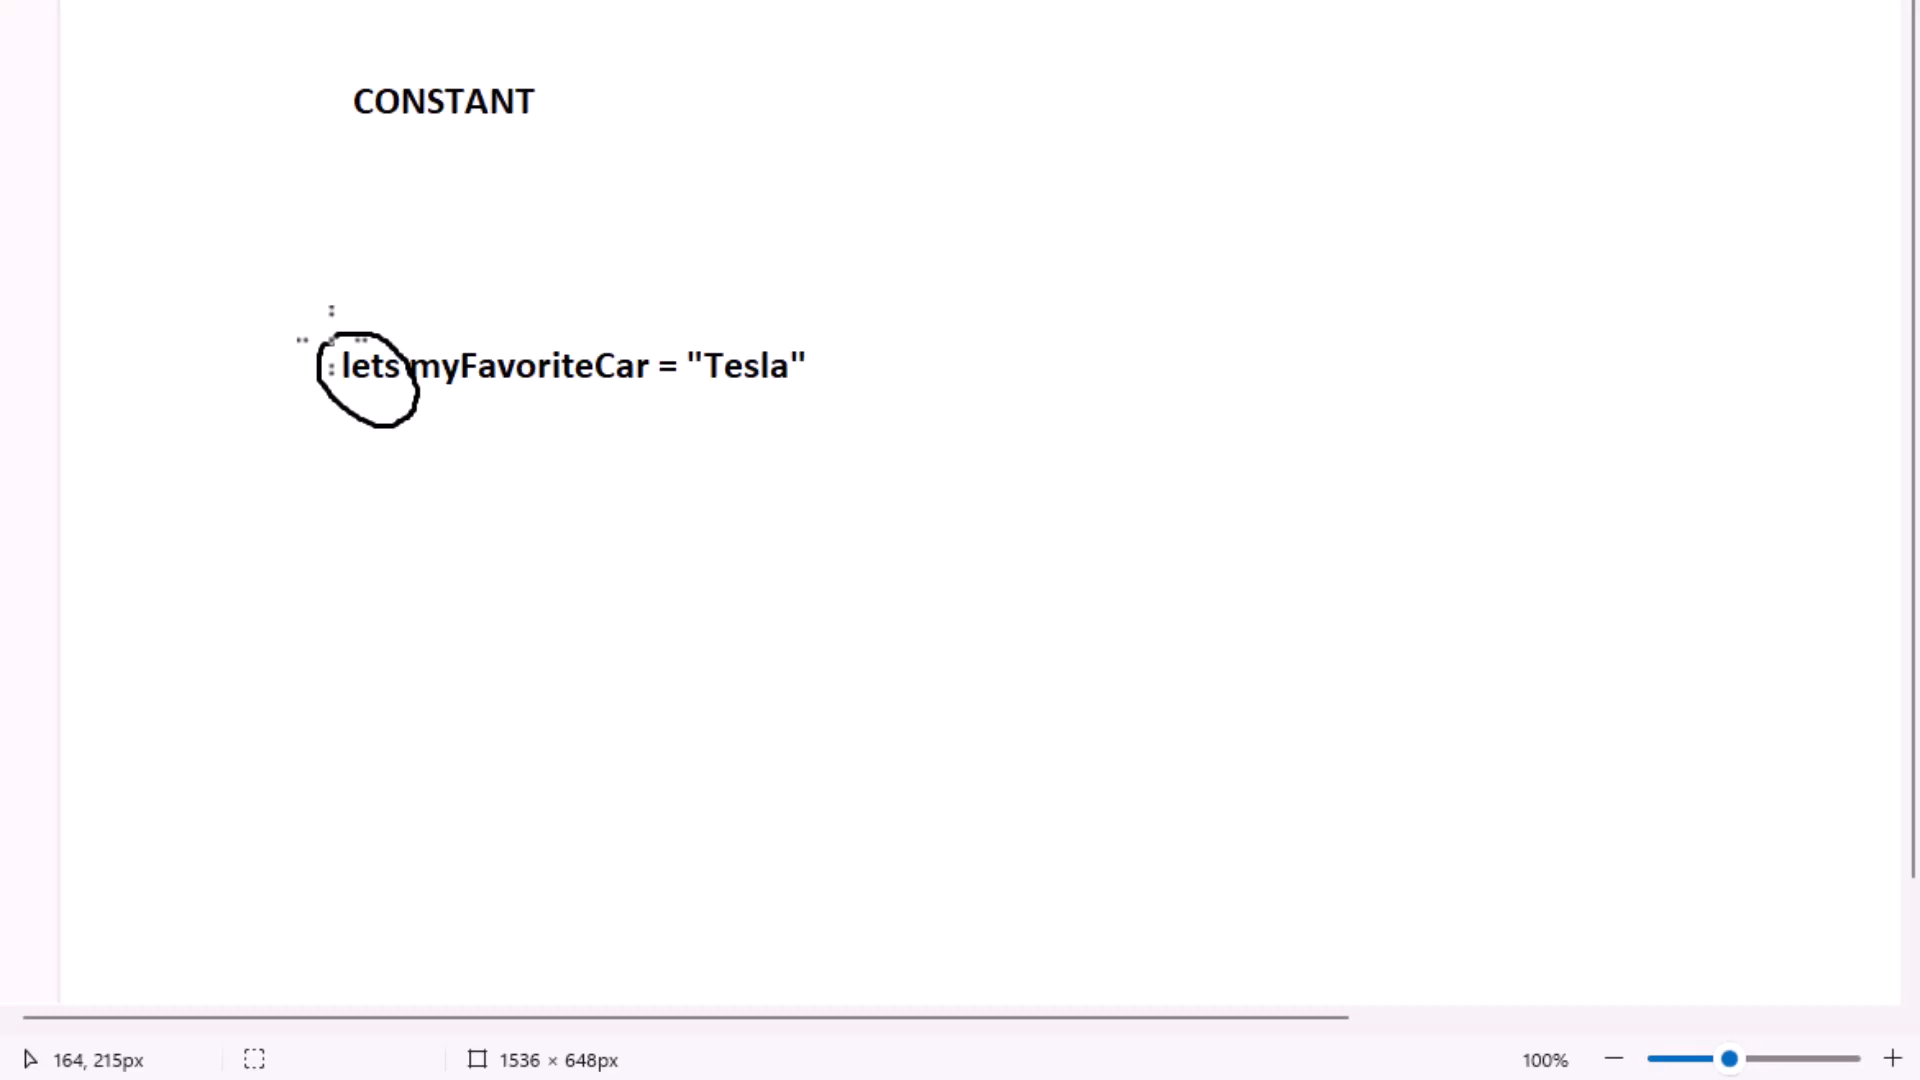 CONSTANT
lets myFavoriteCar = "Tesla"
164, 215px
1536 × 648px
100%